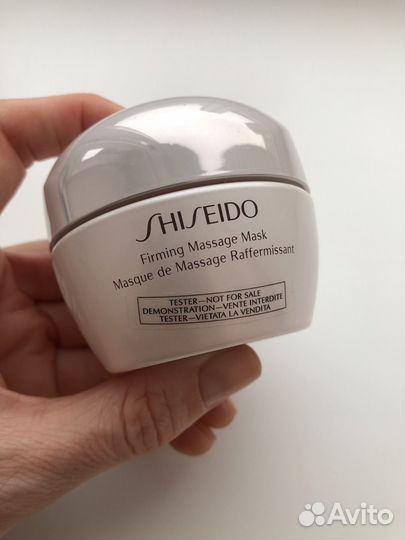 SHISEIDO
Firming Massage Mask
Masque de Massage Raffermissant
TESTER—NOT FOR SALE
DEMONSTRATION—VENTE INTERDITE
TESTER—VIETATA LA VENDITA
Avito